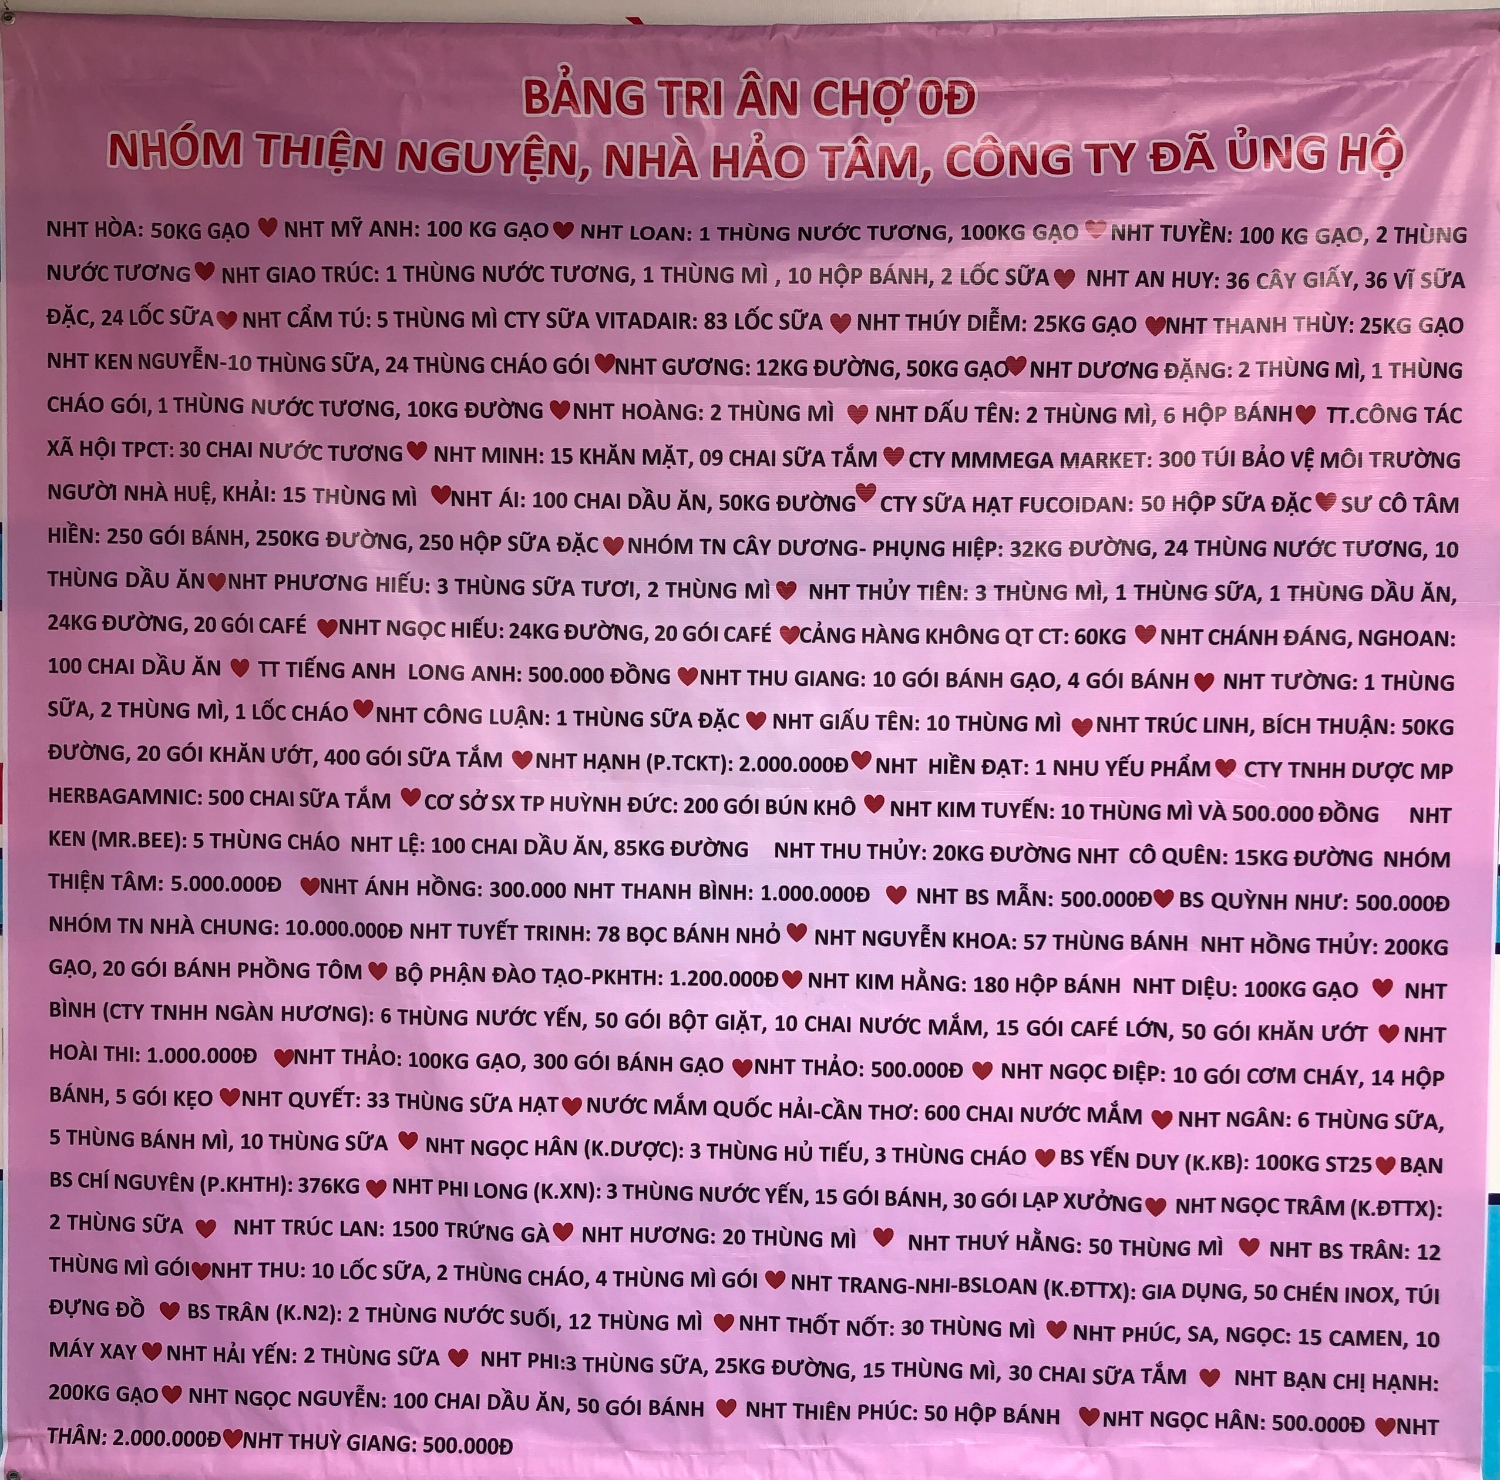 BẢNG TRI ÂN CHỢ 0Đ
NHÓM THIỆN NGUYỆN, NHÀ HẢO TÂM, CÔNG TY ĐÃ ỦNG HỘ
NHT HÒA: 50KG GẠO ❤ NHT MỸ ANH: 100 KG GẠO ❤ NHT LOAN: 1 THÙNG NƯỚC TƯƠNG, 100KG GẠO ❤ NHT TUYỀN: 100 KG GẠO, 2 THÙNG
NƯỚC TƯƠNG ❤ NHT GIAO TRÚC: 1 THÙNG NƯỚC TƯƠNG, 1 THÙNG MÌ , 10 HỘP BÁNH, 2 LỐC SỮA ❤ NHT AN HUY: 36 CÂY GIẤY, 36 VĨ SỮA
ĐẶC, 24 LỐC SỮA ❤ NHT CẨM TÚ: 5 THÙNG MÌ CTY SỮA VITADAIR: 83 LỐC SỮA ❤ NHT THÚY DIỄM: 25KG GẠO ❤ NHT THANH THÙY: 25KG GẠO
NHT KEN NGUYỄN-10 THÙNG SỮA, 24 THÙNG CHÁO GÓI ❤ NHT GƯƠNG: 12KG ĐƯỜNG, 50KG GẠO ❤ NHT DƯƠNG ĐẶNG: 2 THÙNG MÌ, 1 THÙNG
CHÁO GÓI, 1 THÙNG NƯỚC TƯƠNG, 10KG ĐƯỜNG ❤ NHT HOÀNG: 2 THÙNG MÌ ❤ NHT DẤU TÊN: 2 THÙNG MÌ, 6 HỘP BÁNH ❤ TT.CÔNG TÁC
XÃ HỘI TPCT: 30 CHAI NƯỚC TƯƠNG ❤ NHT MINH: 15 KHĂN MẶT, 09 CHAI SỮA TẮM ❤ CTY MMMEGA MARKET: 300 TÚI BẢO VỆ MÔI TRƯỜNG
NGƯỜI NHÀ HUỆ, KHẢI: 15 THÙNG MÌ ❤ NHT ÁI: 100 CHAI DẦU ĂN, 50KG ĐƯỜNG ❤ CTY SỮA HẠT FUCOIDAN: 50 HỘP SỮA ĐẶC ❤ SƯ CÔ TÂM
HIỀN: 250 GÓI BÁNH, 250KG ĐƯỜNG, 250 HỘP SỮA ĐẶC ❤ NHÓM TN CÂY DƯƠNG- PHỤNG HIỆP: 32KG ĐƯỜNG, 24 THÙNG NƯỚC TƯƠNG, 10
THÙNG DẦU ĂN ❤ NHT PHƯƠNG HIẾU: 3 THÙNG SỮA TƯƠI, 2 THÙNG MÌ ❤ NHT THỦY TIÊN: 3 THÙNG MÌ, 1 THÙNG SỮA, 1 THÙNG DẦU ĂN,
24KG ĐƯỜNG, 20 GÓI CAFÉ ❤ NHT NGỌC HIẾU: 24KG ĐƯỜNG, 20 GÓI CAFÉ ❤ CẢNG HÀNG KHÔNG QT CT: 60KG ❤ NHT CHÁNH ĐÁNG, NGHOAN:
100 CHAI DẦU ĂN ❤ TT TIẾNG ANH LONG ANH: 500.000 ĐỒNG ❤ NHT THU GIANG: 10 GÓI BÁNH GẠO, 4 GÓI BÁNH ❤ NHT TƯỜNG: 1 THÙNG
SỮA, 2 THÙNG MÌ, 1 LỐC CHÁO ❤ NHT CÔNG LUẬN: 1 THÙNG SỮA ĐẶC ❤ NHT GIẤU TÊN: 10 THÙNG MÌ ❤ NHT TRÚC LINH, BÍCH THUẬN: 50KG
ĐƯỜNG, 20 GÓI KHĂN ƯỚT, 400 GÓI SỮA TẮM ❤ NHT HẠNH (P.TCKT): 2.000.000Đ ❤ NHT HIỀN ĐẠT: 1 NHU YẾU PHẨM ❤ CTY TNHH DƯỢC MP
HERBAGAMNIC: 500 CHAI SỮA TẮM ❤ CƠ SỞ SX TP HUỲNH ĐỨC: 200 GÓI BÚN KHÔ ❤ NHT KIM TUYẾN: 10 THÙNG MÌ VÀ 500.000 ĐỒNG NHT
KEN (MR.BEE): 5 THÙNG CHÁO NHT LỆ: 100 CHAI DẦU ĂN, 85KG ĐƯỜNG NHT THU THỦY: 20KG ĐƯỜNG NHT CÔ QUÊN: 15KG ĐƯỜNG NHÓM
THIỆN TÂM: 5.000.000Đ ❤ NHT ÁNH HỒNG: 300.000 NHT THANH BÌNH: 1.000.000Đ ❤ NHT BS MẪN: 500.000Đ ❤ BS QUỲNH NHƯ: 500.000Đ
NHÓM TN NHÀ CHUNG: 10.000.000Đ NHT TUYẾT TRINH: 78 BỌC BÁNH NHỎ ❤ NHT NGUYỄN KHOA: 57 THÙNG BÁNH NHT HỒNG THỦY: 200KG
GẠO, 20 GÓI BÁNH PHỒNG TÔM ❤ BỘ PHẬN ĐÀO TẠO-PKHTH: 1.200.000Đ ❤ NHT KIM HẰNG: 180 HỘP BÁNH NHT DIỆU: 100KG GẠO ❤ NHT
BÌNH (CTY TNHH NGÀN HƯƠNG): 6 THÙNG NƯỚC YẾN, 50 GÓI BỘT GIẶT, 10 CHAI NƯỚC MẮM, 15 GÓI CAFÉ LỚN, 50 GÓI KHĂN ƯỚT ❤ NHT
HOÀI THI: 1.000.000Đ ❤ NHT THẢO: 100KG GẠO, 300 GÓI BÁNH GẠO ❤ NHT THẢO: 500.000Đ ❤ NHT NGỌC ĐIỆP: 10 GÓI CƠM CHÁY, 14 HỘP
BÁNH, 5 GÓI KẸO ❤ NHT QUYẾT: 33 THÙNG SỮA HẠT ❤ NƯỚC MẮM QUỐC HẢI-CẦN THƠ: 600 CHAI NƯỚC MẮM ❤ NHT NGÂN: 6 THÙNG SỮA,
5 THÙNG BÁNH MÌ, 10 THÙNG SỮA ❤ NHT NGỌC HÂN (K.DƯỢC): 3 THÙNG HỦ TIẾU, 3 THÙNG CHÁO ❤ BS YẾN DUY (K.KB): 100KG ST25 ❤ BẠN
BS CHÍ NGUYÊN (P.KHTH): 376KG ❤ NHT PHI LONG (K.XN): 3 THÙNG NƯỚC YẾN, 15 GÓI BÁNH, 30 GÓI LẠP XƯỞNG ❤ NHT NGỌC TRÂM (K.ĐTTX):
2 THÙNG SỮA ❤ NHT TRÚC LAN: 1500 TRỨNG GÀ ❤ NHT HƯƠNG: 20 THÙNG MÌ ❤ NHT THUÝ HẰNG: 50 THÙNG MÌ ❤ NHT BS TRÂN: 12
THÙNG MÌ GÓI ❤ NHT THU: 10 LỐC SỮA, 2 THÙNG CHÁO, 4 THÙNG MÌ GÓI ❤ NHT TRANG-NHI-BSLOAN (K.ĐTTX): GIA DỤNG, 50 CHÉN INOX, TÚI
ĐỰNG ĐỒ ❤ BS TRÂN (K.N2): 2 THÙNG NƯỚC SUỐI, 12 THÙNG MÌ ❤ NHT THỐT NỐT: 30 THÙNG MÌ ❤ NHT PHÚC, SA, NGỌC: 15 CAMEN, 10
MÁY XAY ❤ NHT HẢI YẾN: 2 THÙNG SỮA ❤ NHT PHI:3 THÙNG SỮA, 25KG ĐƯỜNG, 15 THÙNG MÌ, 30 CHAI SỮA TẮM ❤ NHT BẠN CHỊ HẠNH:
200KG GẠO ❤ NHT NGỌC NGUYỄN: 100 CHAI DẦU ĂN, 50 GÓI BÁNH ❤ NHT THIÊN PHÚC: 50 HỘP BÁNH ❤ NHT NGỌC HÂN: 500.000Đ ❤ NHT
THÂN: 2.000.000Đ ❤ NHT THUỲ GIANG: 500.000Đ